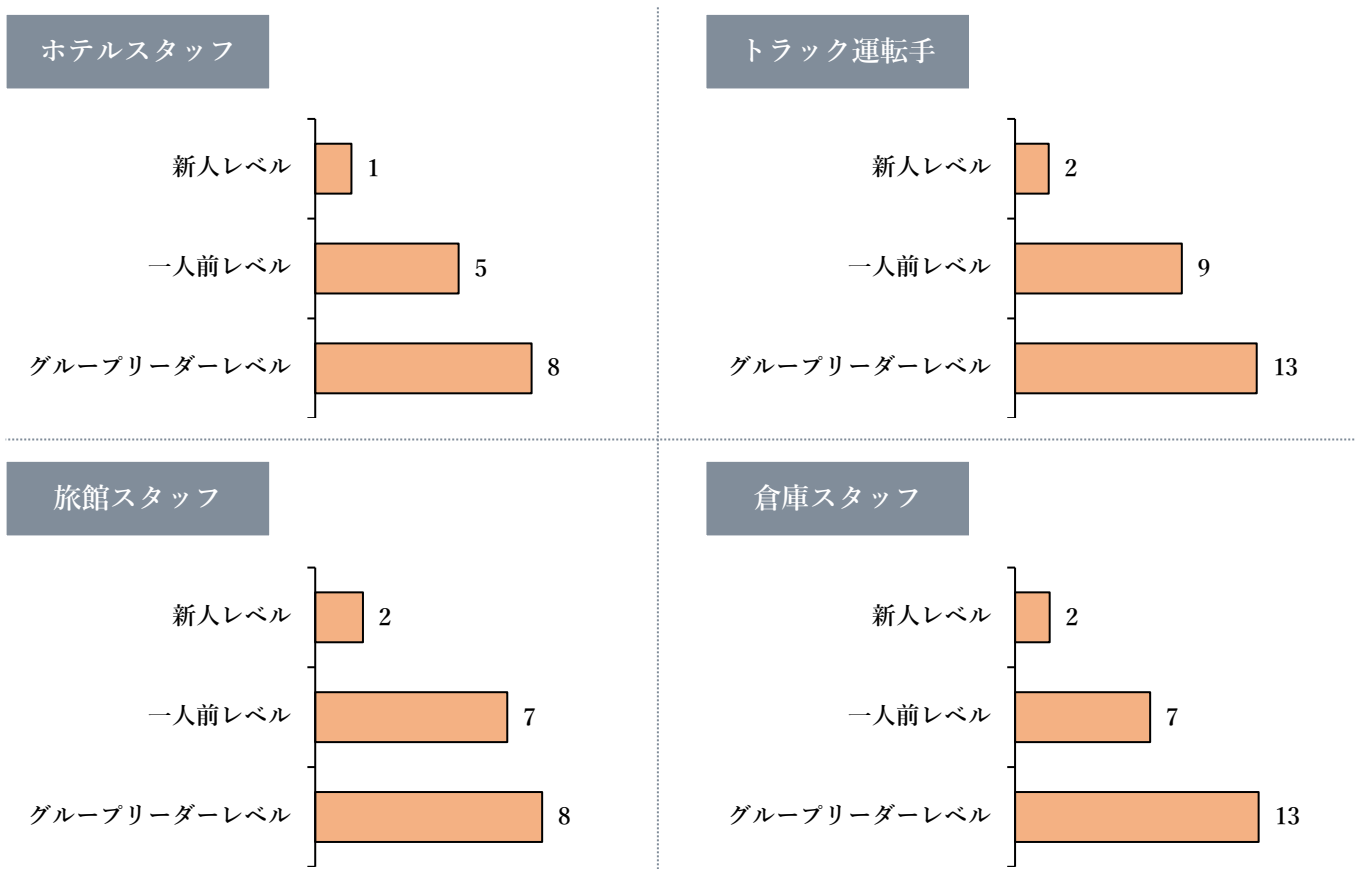 ホテルスタッフ
新人レベル 1
一人前レベル 5
グループリーダーレベル 8
トラック運転手
新人レベル 2
一人前レベル 9
グループリーダーレベル 13
旅館スタッフ
新人レベル 2
一人前レベル 7
グループリーダーレベル 8
倉庫スタッフ
新人レベル 2
一人前レベル 7
グループリーダーレベル 13